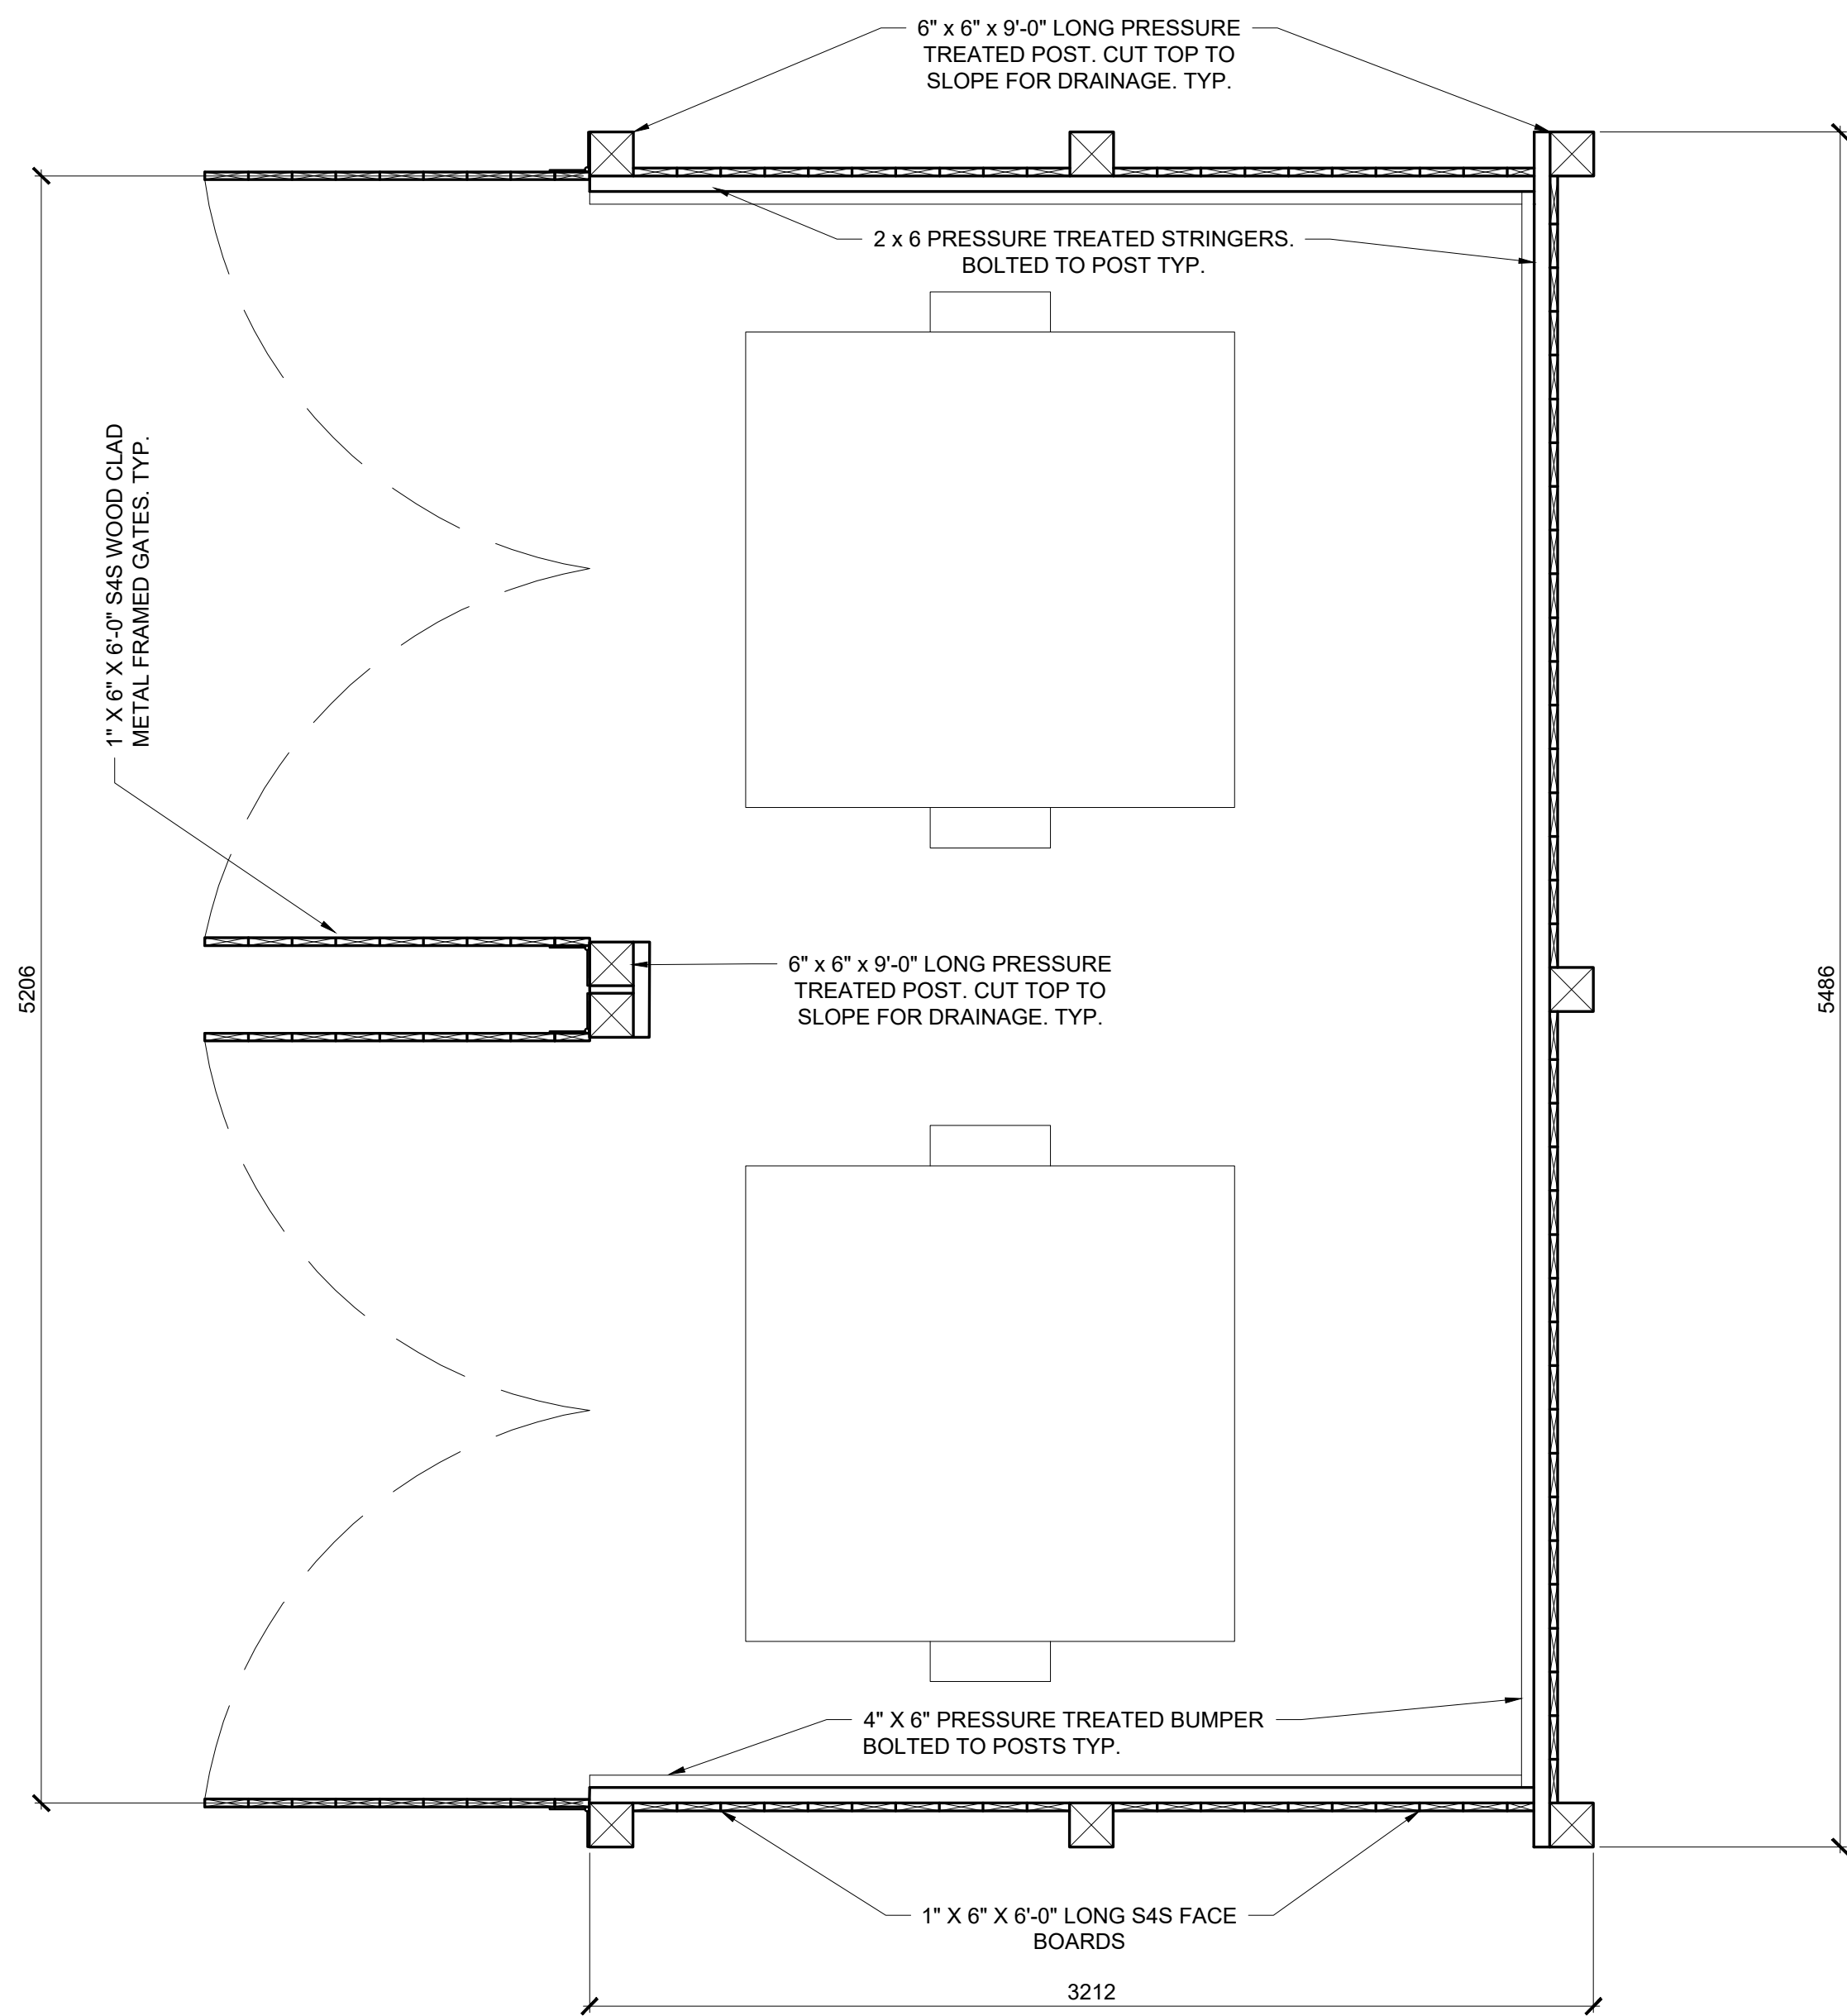 6" x 6" x 9'-0" LONG PRESSURE
TREATED POST. CUT TOP TO
SLOPE FOR DRAINAGE. TYP.
2 x 6 PRESSURE TREATED STRINGERS.
BOLTED TO POST TYP.
1" X 6" X 6'-0" S4S WOOD CLAD
METAL FRAMED GATES. TYP.
5206
6" x 6" x 9'-0" LONG PRESSURE
TREATED POST. CUT TOP TO
SLOPE FOR DRAINAGE. TYP.
5486
4" X 6" PRESSURE TREATED BUMPER
BOLTED TO POSTS TYP.
1" X 6" X 6'-0" LONG S4S FACE
BOARDS
3212